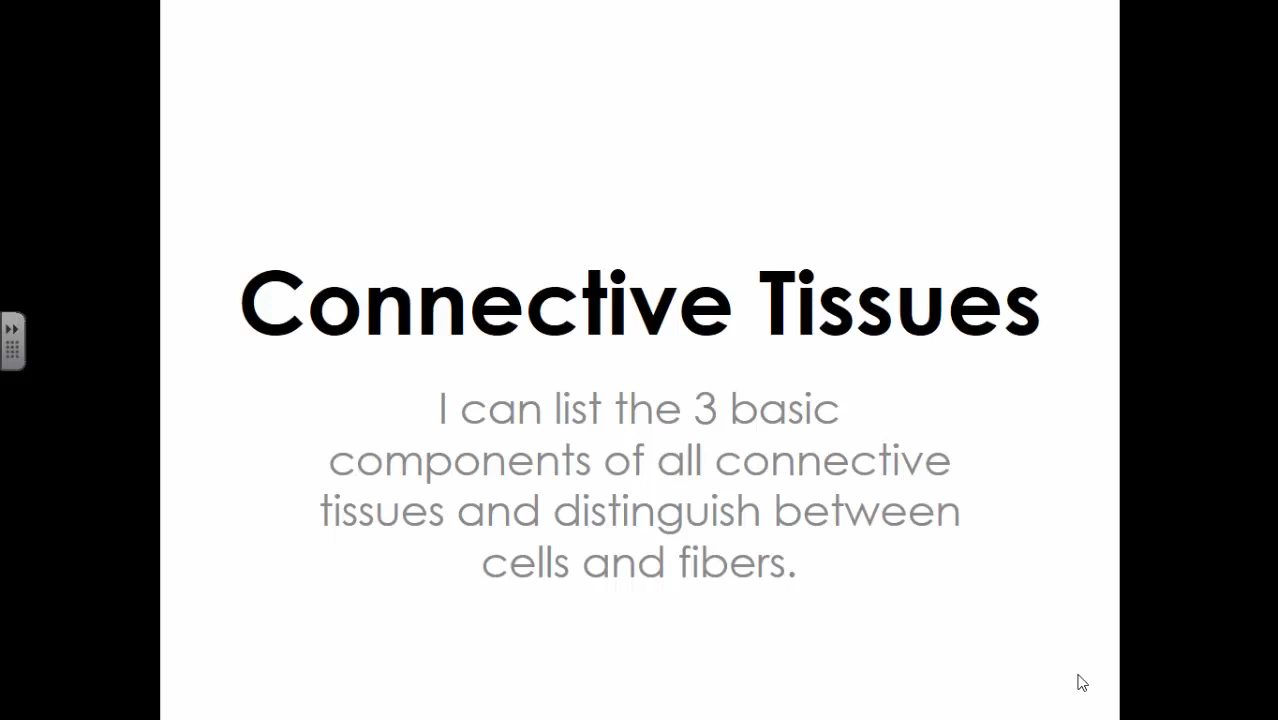 Connective Tissues
I can list the 3 basic
components of all connective
tissues and distinguish between
cells and fibers.